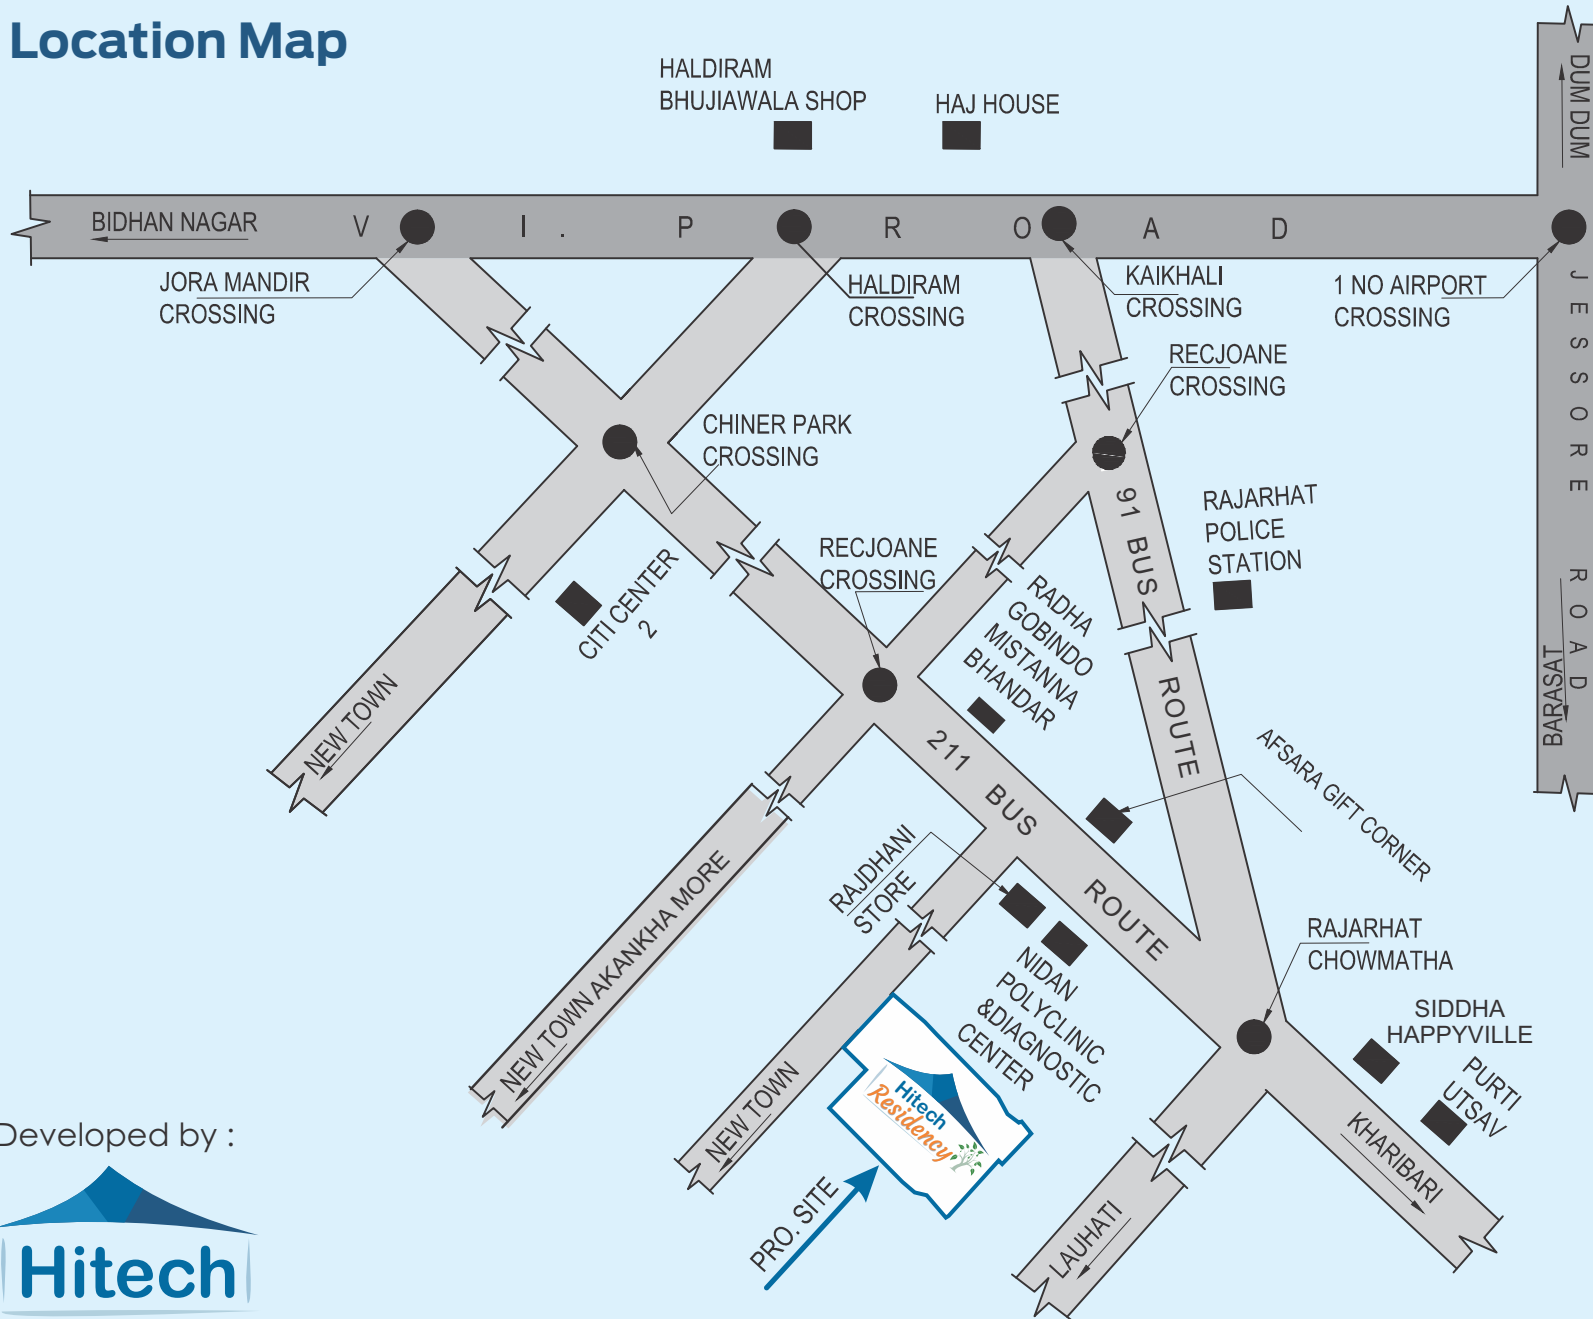 Location Map
HALDIRAM
BHUJIAWALA SHOP
HAJ HOUSE
DUM DUM
BIDHAN NAGAR
V I. P ROAD
JORA MANDIR
CROSSING
HALDIRAM
CROSSING
KAIKHALI
CROSSING
1 NO AIRPORT
CROSSING
JESSORE ROAD
RECJOANE
CROSSING
CHINER PARK
CROSSING
91 BUS ROUTE
RAJARHAT
POLICE
STATION
RECJOANE
CROSSING
CITI CENTER
2
RADHA
GOBINDO
MISTANNA
BHANDAR
BARASAT
NEW TOWN
211 BUS ROUTE
AFSARA GIFT CORNER
RAJDHANI
STORE
NEW TOWN AKANKHA MORE
RAJARHAT
CHOWMATHA
NIDAN
POLYCLINIC
&DIAGNOSTIC
CENTER
SIDDHA
HAPPYVILLE
PURTI
UTSAV
NEW TOWN
Hitech
Residency
KHARIBARI
PRO. SITE
LAUHATI
Developed by :
Hitech